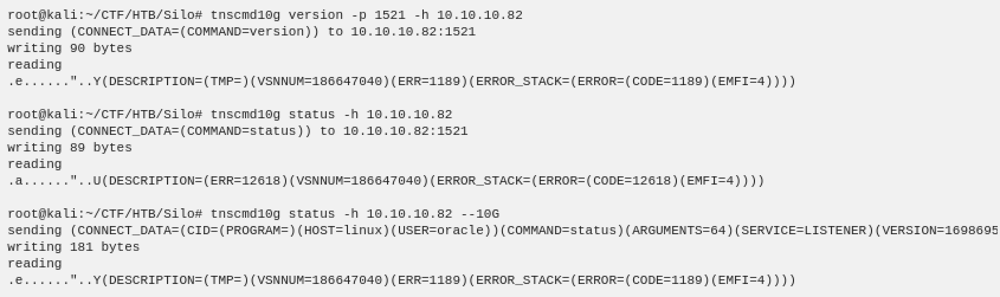 root@kali:~/CTF/HTB/Silo# tnscmd10g version -p 1521 -h 10.10.10.82
sending (CONNECT_DATA=(COMMAND=version)) to 10.10.10.82:1521
writing 90 bytes
reading
.e......"..Y(DESCRIPTION=(TMP=)(VSNNUM=186647040)(ERR=1189)(ERROR_STACK=(ERROR=(CODE=1189)(EMFI=4))))
root@kali:~/CTF/HTB/Silo# tnscmd10g status -h 10.10.10.82
sending (CONNECT_DATA=(COMMAND=status)) to 10.10.10.82:1521
writing 89 bytes
reading
.a......"..U(DESCRIPTION=(ERR=12618)(VSNNUM=186647040)(ERROR_STACK=(ERROR=(CODE=12618)(EMFI=4))))
root@kali:~/CTF/HTB/Silo# tnscmd10g status -h 10.10.10.82 --10G
sending (CONNECT_DATA=(CID=(PROGRAM=)(HOST=linux)(USER=oracle))(COMMAND=status)(ARGUMENTS=64)(SERVICE=LISTENER)(VERSION=1698695
writing 181 bytes
reading
.e......"..Y(DESCRIPTION=(TMP=)(VSNNUM=186647040)(ERR=1189)(ERROR_STACK=(ERROR=(CODE=1189)(EMFI=4))))